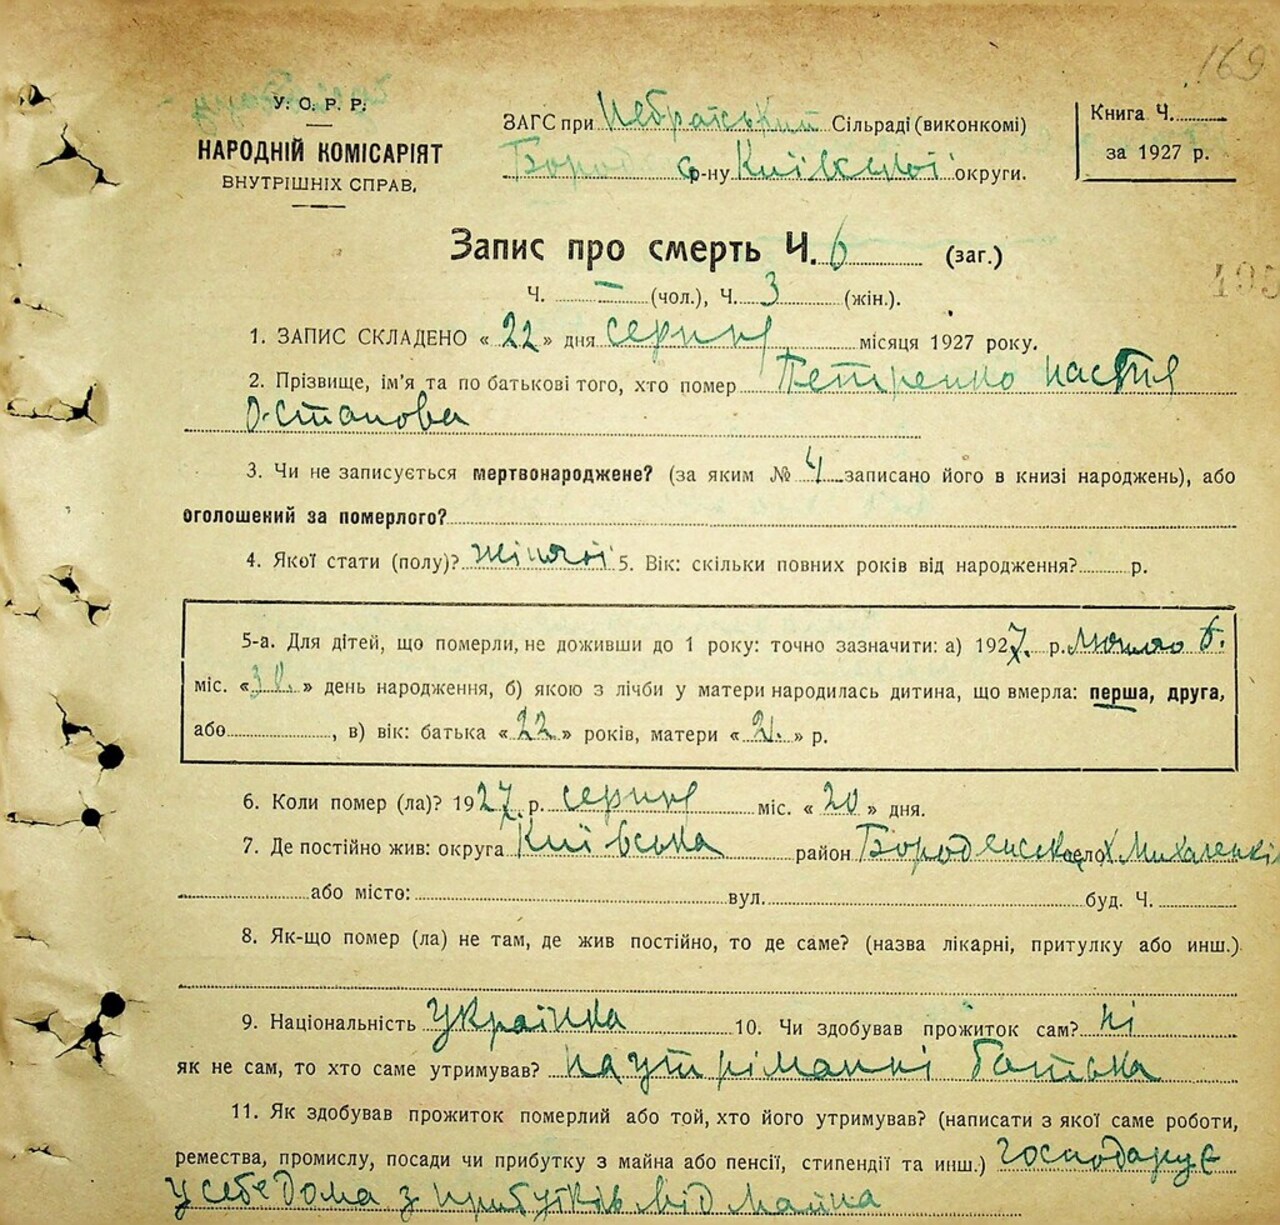 169
У. С. Р. Р.
НАРОДНІЙ КОМІСАРІЯТ
ВНУТРІШНІХ СПРАВ.
ЗАГС при Небраський Сільраді (виконкомі)
Бород р-ну Київської округи.
Книга Ч.
за 1927 р.
Запис про смерть Ч. 6 (заг.)
495
Ч. — (чол.), Ч. 3 (жін.).
1. ЗАПИС СКЛАДЕНО « 22 » дня серпня місяця 1927 року.
2. Прізвище, ім'я та по батькові того, хто помер Петренко Настя
Остапова
3. Чи не записується мертвонароджене? (за яким № 4 записано його в книзі народжень), або
оголошений за померлого?
4. Якої стати (полу)? жіночої 5. Вік: скільки повних років від народження? р.
5-а. Для дітей, що померли, не доживши до 1 року: точно зазначити: а) 1927. р.
міс. «30.» день народження, б) якою з лічби у матери народилась дитина, що вмерла: перша, друга,
або , в) вік: батька « 22 » років, матери « 21. » р.
6. Коли помер (ла)? 1927 р. серпня міс. « 20 » дня.
7. Де постійно жив: округа Київська район Бородянський село Х Михаленкі
або місто: вул. буд. Ч.
8. Як-що помер (ла) не там, де жив постійно, то де саме? (назва лікарні, притулку або инш.)
9. Національність Українка 10. Чи здобував прожиток сам? ні
як не сам, то хто саме утримував? на утріманні батька
11. Як здобував прожиток померлий або той, хто його утримував? (написати з якої саме роботи,
ремества, промислу, посади чи прибутку з майна або пенсії, стипендії та инш.) господарує
у себе дома з прибутків від майна